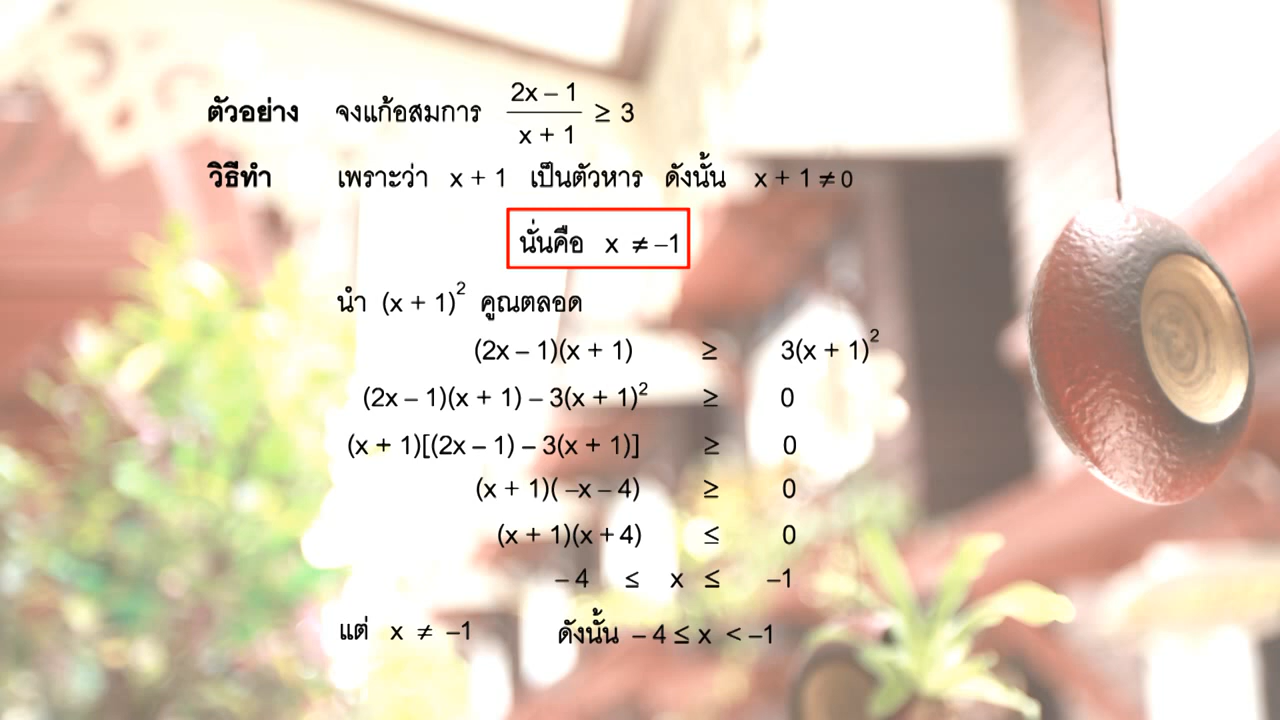 ตัวอย่าง จงแก้อสมการ (2x – 1)/(x + 1) ≥ 3
วิธีทำ เพราะว่า x + 1 เป็นตัวหาร ดังนั้น x + 1 ≠ 0
นั่นคือ x ≠ –1
นำ (x + 1)² คูณตลอด
(2x – 1)(x + 1) ≥ 3(x + 1)²
(2x – 1)(x + 1) – 3(x + 1)² ≥ 0
(x + 1)[(2x – 1) – 3(x + 1)] ≥ 0
(x + 1)( –x – 4) ≥ 0
(x + 1)(x + 4) ≤ 0
– 4 ≤ x ≤ –1
แต่ x ≠ –1 ดังนั้น – 4 ≤ x < –1